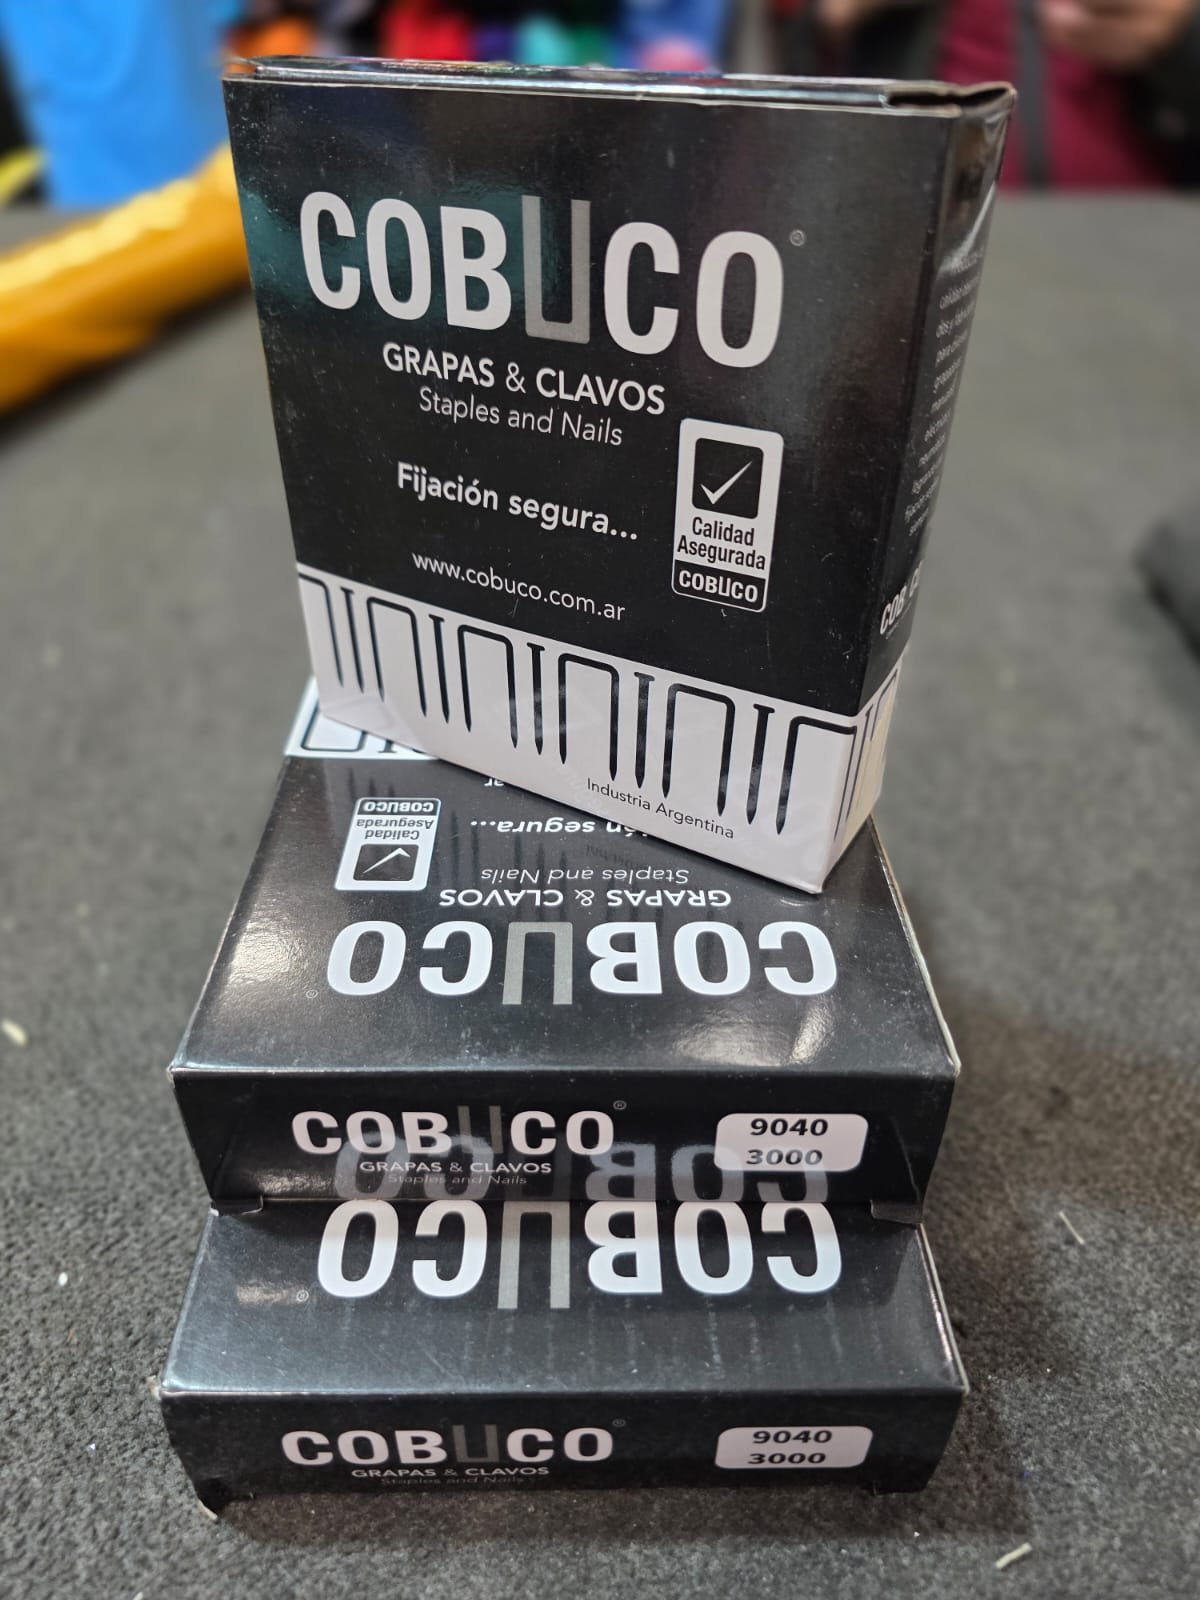 COBUCO®
GRAPAS & CLAVOS
Staples and Nails
Fijación segura...
Calidad
Asegurada
COBUCO
www.cobuco.com.ar
Industria Argentina
COBUCO
Calidad
Asegurada
segura...
Staples and Nails
GRAPAS & CLAVOS
COBUCO®
COBUCO®
GRAPAS & CLAVOS
Staples and Nails
9040
3000
COBUCO®
COBUCO®
GRAPAS & CLAVOS
Staples and Nails
9040
3000